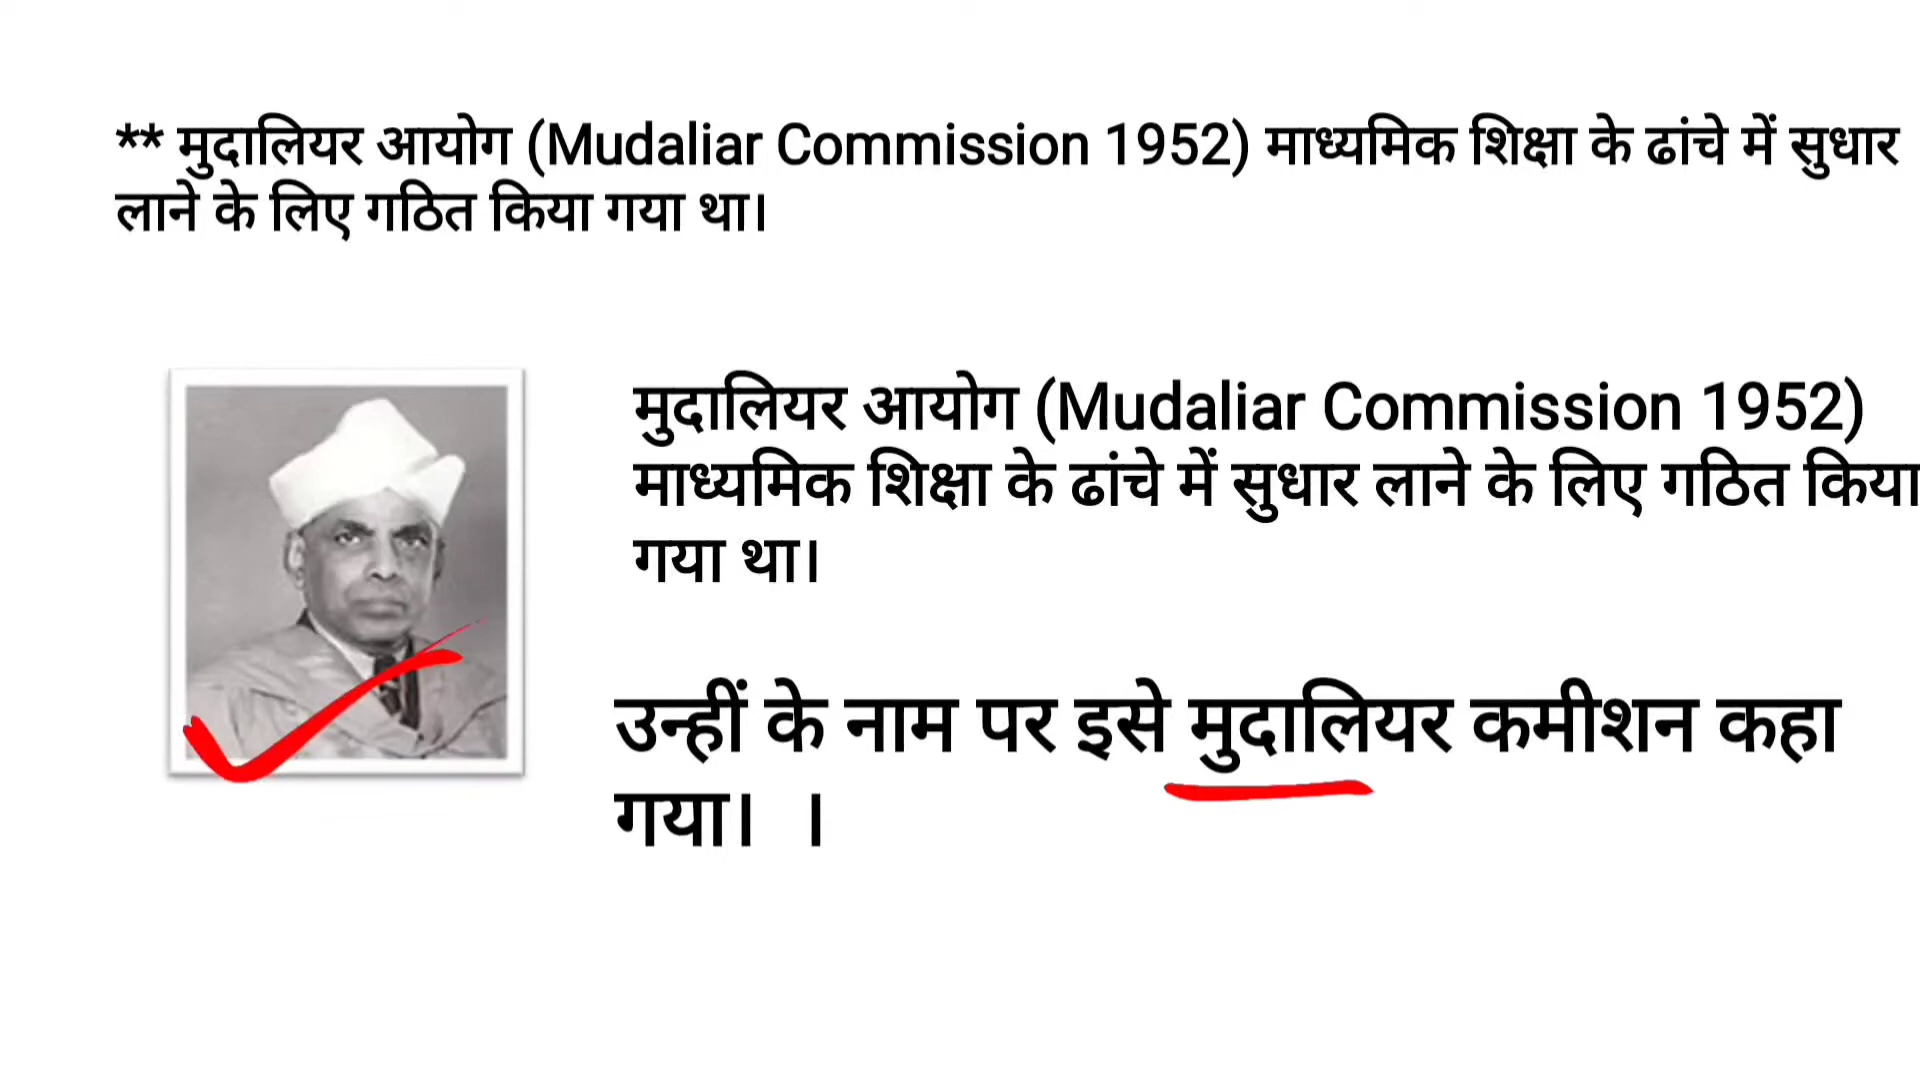 ** मुदालियर आयोग (Mudaliar Commission 1952) माध्यमिक शिक्षा के ढांचे में सुधार
लाने के लिए गठित किया गया था।
मुदालियर आयोग (Mudaliar Commission 1952)
माध्यमिक शिक्षा के ढांचे में सुधार लाने के लिए गठित किया
गया था।
उन्हीं के नाम पर इसे मुदालियर कमीशन कहा
गया। ।